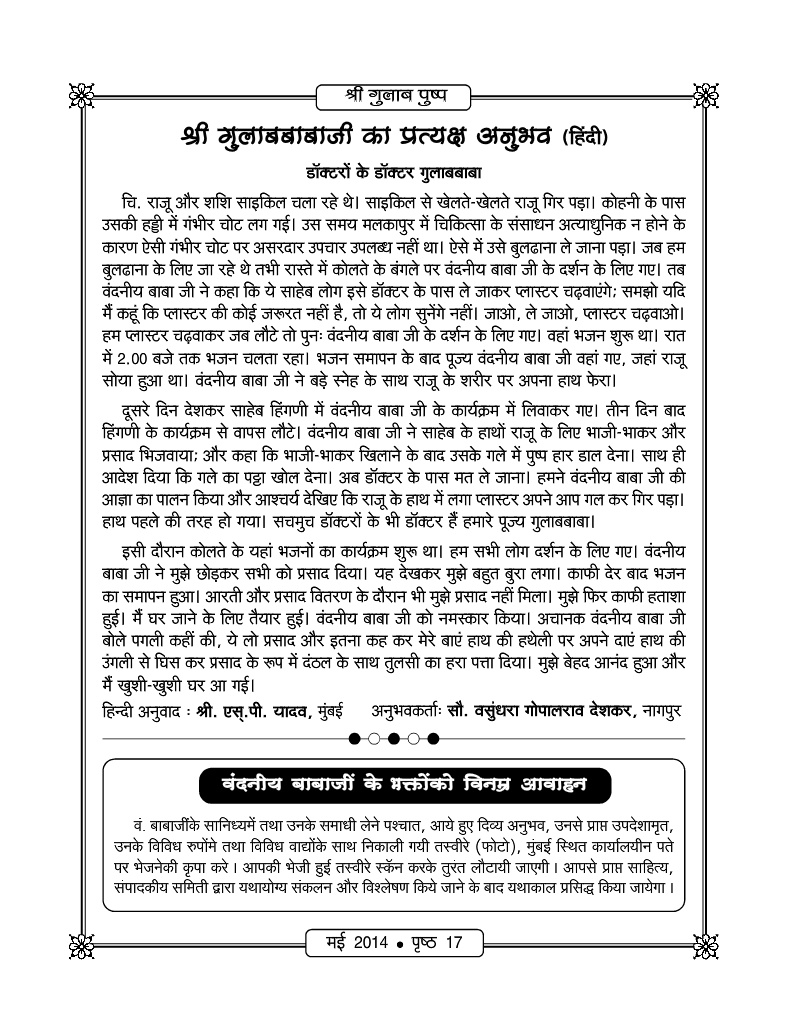 श्री गुलाब पुष्प
श्री गुलाबबाबाजी का प्रत्यक्ष अनुभव (हिंदी)
डॉक्टरों के डॉक्टर गुलाबबाबा
चि. राजू और शशि साइकिल चला रहे थे। साइकिल से खेलते-खेलते राजू गिर पड़ा। कोहनी के पास
उसकी हड्डी में गंभीर चोट लग गई। उस समय मलकापुर में चिकित्सा के संसाधन अत्याधुनिक न होने के
कारण ऐसी गंभीर चोट पर असरदार उपचार उपलब्ध नहीं था। ऐसे में उसे बुलढाना ले जाना पड़ा। जब हम
बुलढाना के लिए जा रहे थे तभी रास्ते में कोलते के बंगले पर वंदनीय बाबा जी के दर्शन के लिए गए। तब
वंदनीय बाबा जी ने कहा कि ये साहेब लोग इसे डॉक्टर के पास ले जाकर प्लास्टर चढ़वाएंगे; समझो यदि
मैं कहूं कि प्लास्टर की कोई जरूरत नहीं है, तो ये लोग सुनेंगे नहीं। जाओ, ले जाओ, प्लास्टर चढ़वाओ।
हम प्लास्टर चढ़वाकर जब लौटे तो पुनः वंदनीय बाबा जी के दर्शन के लिए गए। वहां भजन शुरू था। रात
में 2.00 बजे तक भजन चलता रहा। भजन समापन के बाद पूज्य वंदनीय बाबा जी वहां गए, जहां राजू
सोया हुआ था। वंदनीय बाबा जी ने बड़े स्नेह के साथ राजू के शरीर पर अपना हाथ फेरा।
दूसरे दिन देशकर साहेब हिंगणी में वंदनीय बाबा जी के कार्यक्रम में लिवाकर गए। तीन दिन बाद
हिंगणी के कार्यक्रम से वापस लौटे। वंदनीय बाबा जी ने साहेब के हाथों राजू के लिए भाजी-भाकर और
प्रसाद भिजवाया; और कहा कि भाजी-भाकर खिलाने के बाद उसके गले में पुष्प हार डाल देना। साथ ही
आदेश दिया कि गले का पट्टा खोल देना। अब डॉक्टर के पास मत ले जाना। हमने वंदनीय बाबा जी की
आज्ञा का पालन किया और आश्चर्य देखिए कि राजू के हाथ में लगा प्लास्टर अपने आप गल कर गिर पड़ा।
हाथ पहले की तरह हो गया। सचमुच डॉक्टरों के भी डॉक्टर हैं हमारे पूज्य गुलाबबाबा।
इसी दौरान कोलते के यहां भजनों का कार्यक्रम शुरू था। हम सभी लोग दर्शन के लिए गए। वंदनीय
बाबा जी ने मुझे छोड़कर सभी को प्रसाद दिया। यह देखकर मुझे बहुत बुरा लगा। काफी देर बाद भजन
का समापन हुआ। आरती और प्रसाद वितरण के दौरान भी मुझे प्रसाद नहीं मिला। मुझे फिर काफी हताशा
हुई। मैं घर जाने के लिए तैयार हुई। वंदनीय बाबा जी को नमस्कार किया। अचानक वंदनीय बाबा जी
बोले पगली कहीं की, ये लो प्रसाद और इतना कह कर मेरे बाएं हाथ की हथेली पर अपने दाएं हाथ की
उंगली से घिस कर प्रसाद के रूप में दंठल के साथ तुलसी का हरा पत्ता दिया। मुझे बेहद आनंद हुआ और
मैं खुशी-खुशी घर आ गई।
हिन्दी अनुवाद : श्री. एस्.पी. यादव, मुंबई अनुभवकर्ताः सौ. वसुंधरा गोपालराव देशकर, नागपुर
वंदनीय बाबाजीं के भक्तोंको विनम्र आवाहन
वं. बाबाजींके सानिध्यमें तथा उनके समाधी लेने पश्चात, आये हुए दिव्य अनुभव, उनसे प्राप्त उपदेशामृत,
उनके विविध रुपोंमे तथा विविध वाद्योंके साथ निकाली गयी तस्वीरे (फोटो), मुंबई स्थित कार्यालयीन पते
पर भेजनेकी कृपा करे। आपकी भेजी हुई तस्वीरे स्कॅन करके तुरंत लौटायी जाएगी। आपसे प्राप्त साहित्य,
संपादकीय समिती द्वारा यथायोग्य संकलन और विश्लेषण किये जाने के बाद यथाकाल प्रसिद्ध किया जायेगा।
मई 2014 ● पृष्ठ 17